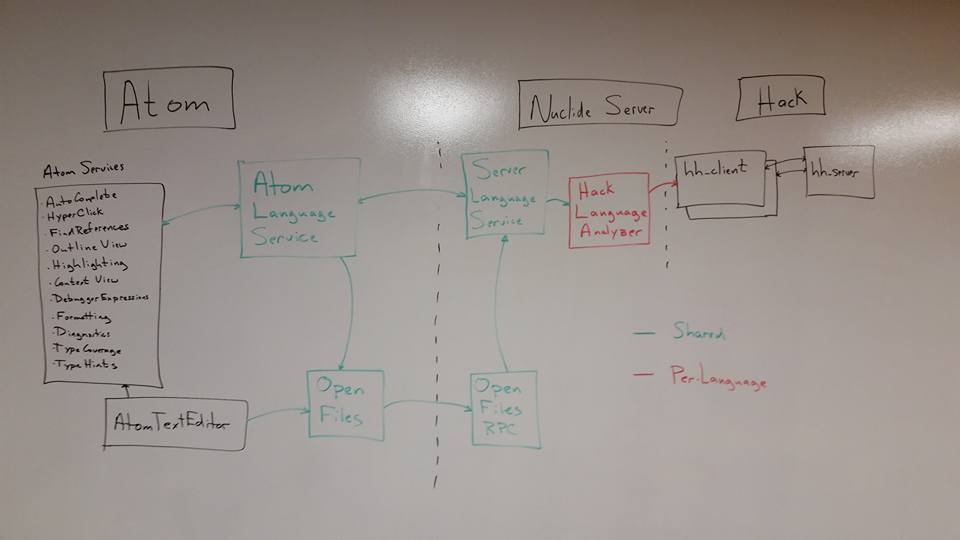 Atom
Nuclide Server
Hack
Atom Services
· AutoComplete
· HyperClick
· FindReferences
· Outline View
· Highlighting
· Context View
· Debugger Expressions
· Formatting
· Diagnostics
· Type Coverage
· Type Hints
AtomTextEditor
Atom
Language
Service
Open
Files
Server
Language
Service
Open
Files
RPC
Hack
Language
Analyzer
hh_client
hh_server
— Shared
— Per-Language